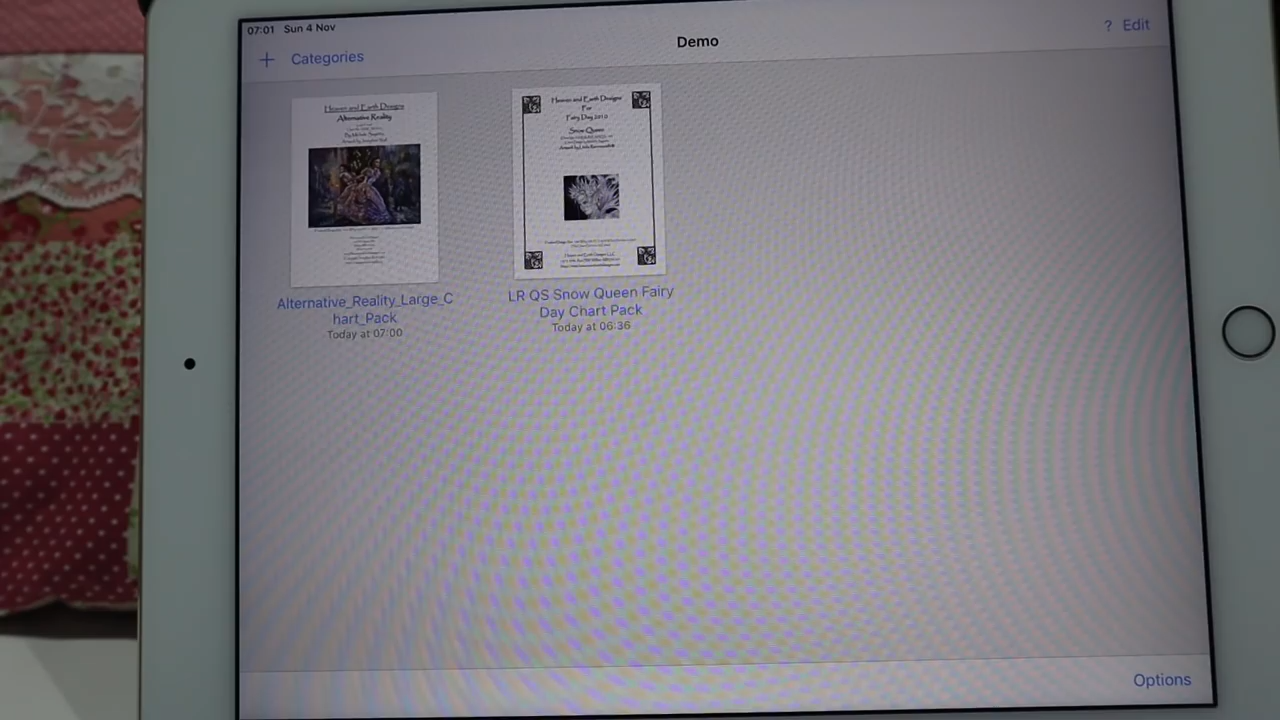 07:01 Sun 4 Nov
? Edit
+ Categories
Demo
Heaven and Earth Designs
Alternative Reality
Heaven and Earth Designs
For
Fairy Day 2010
Snow Queen
Alternative_Reality_Large_C
hart_Pack
Today at 07:00
LR QS Snow Queen Fairy
Day Chart Pack
Today at 06:36
Options